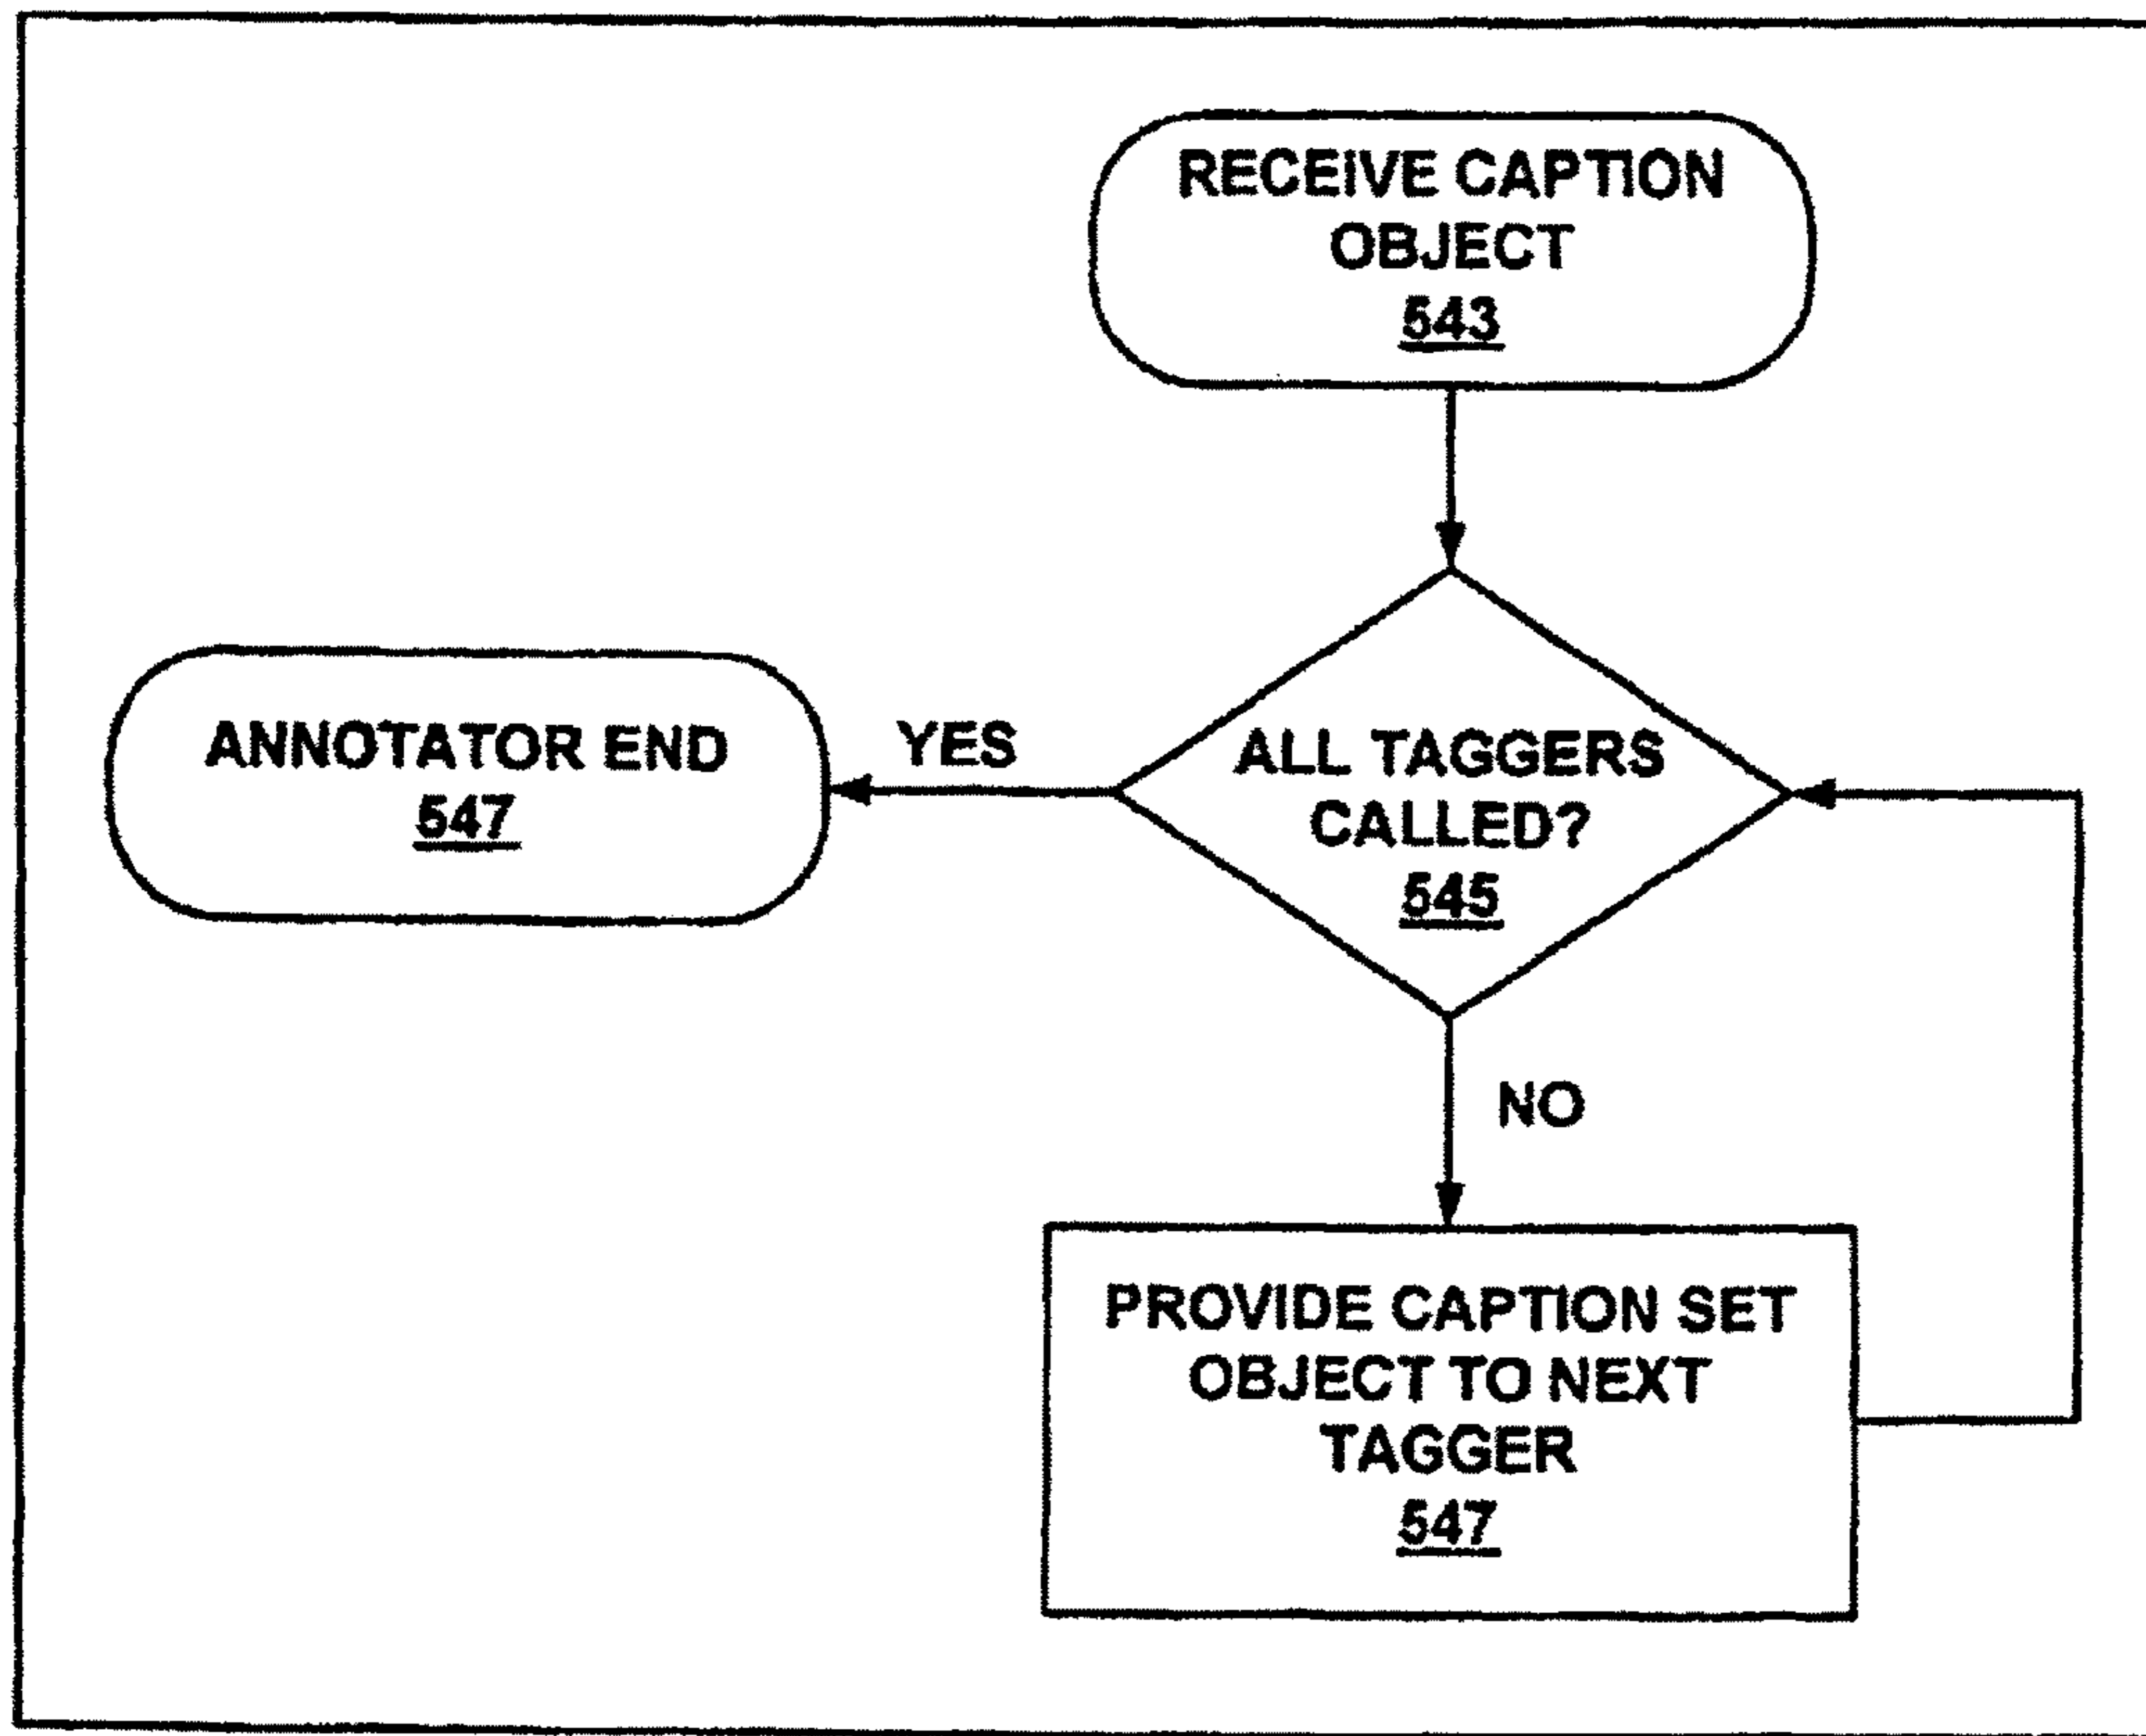 RECEIVE CAPTION
OBJECT
543
ANNOTATOR END
547
YES
ALL TAGGERS
CALLED?
545
NO
PROVIDE CAPTION SET
OBJECT TO NEXT
TAGGER
547